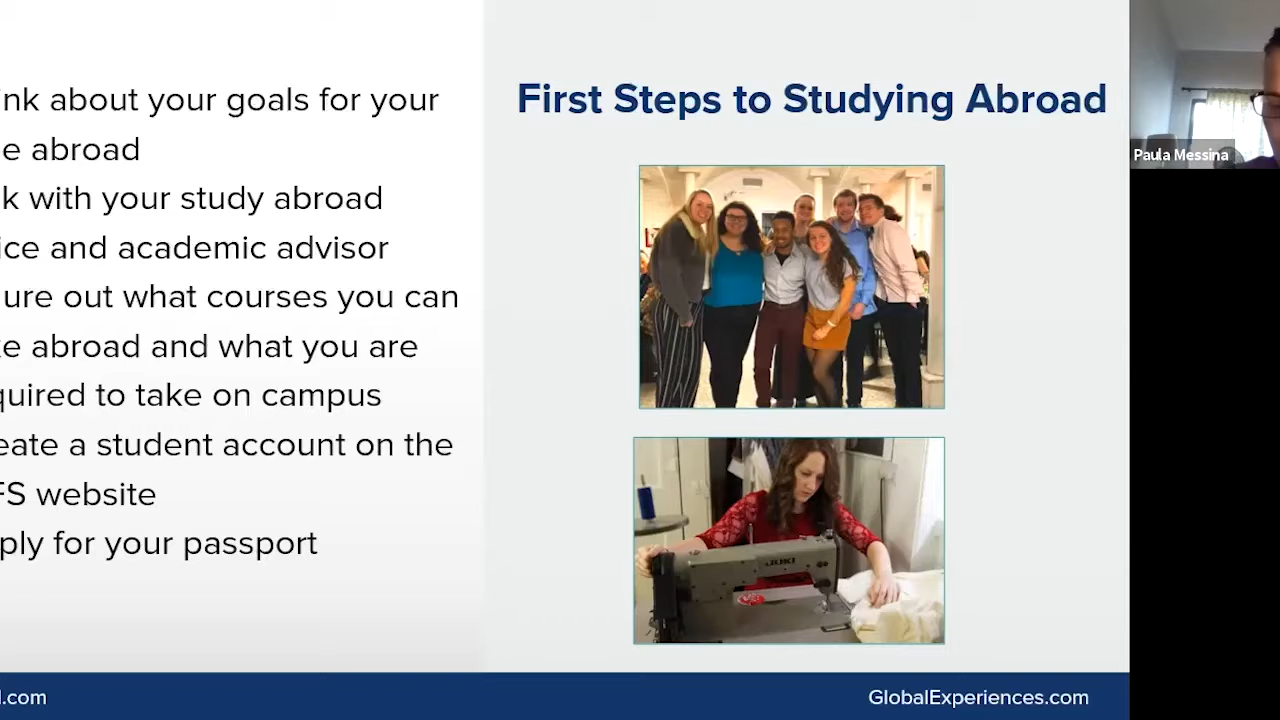 First Steps to Studying Abroad
ink about your goals for your
e abroad
k with your study abroad
ice and academic advisor
ure out what courses you can
e abroad and what you are
quired to take on campus
eate a student account on the
FS website
ply for your passport
Paula Messina
JUKI
l.com
GlobalExperiences.com